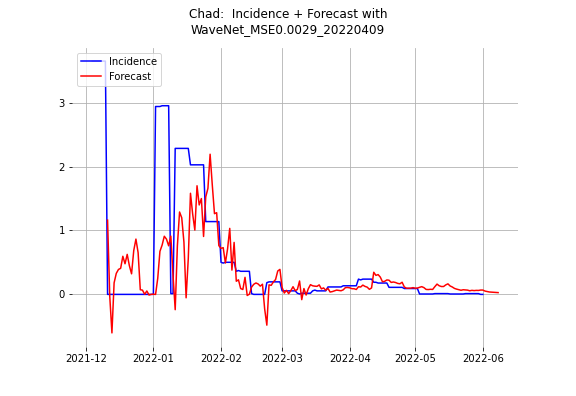 Chad:  Incidence + Forecast with
WaveNet_MSE0.0029_20220409
Incidence
Forecast
3
2
1
0
2021-12
2022-01
2022-02
2022-03
2022-04
2022-05
2022-06